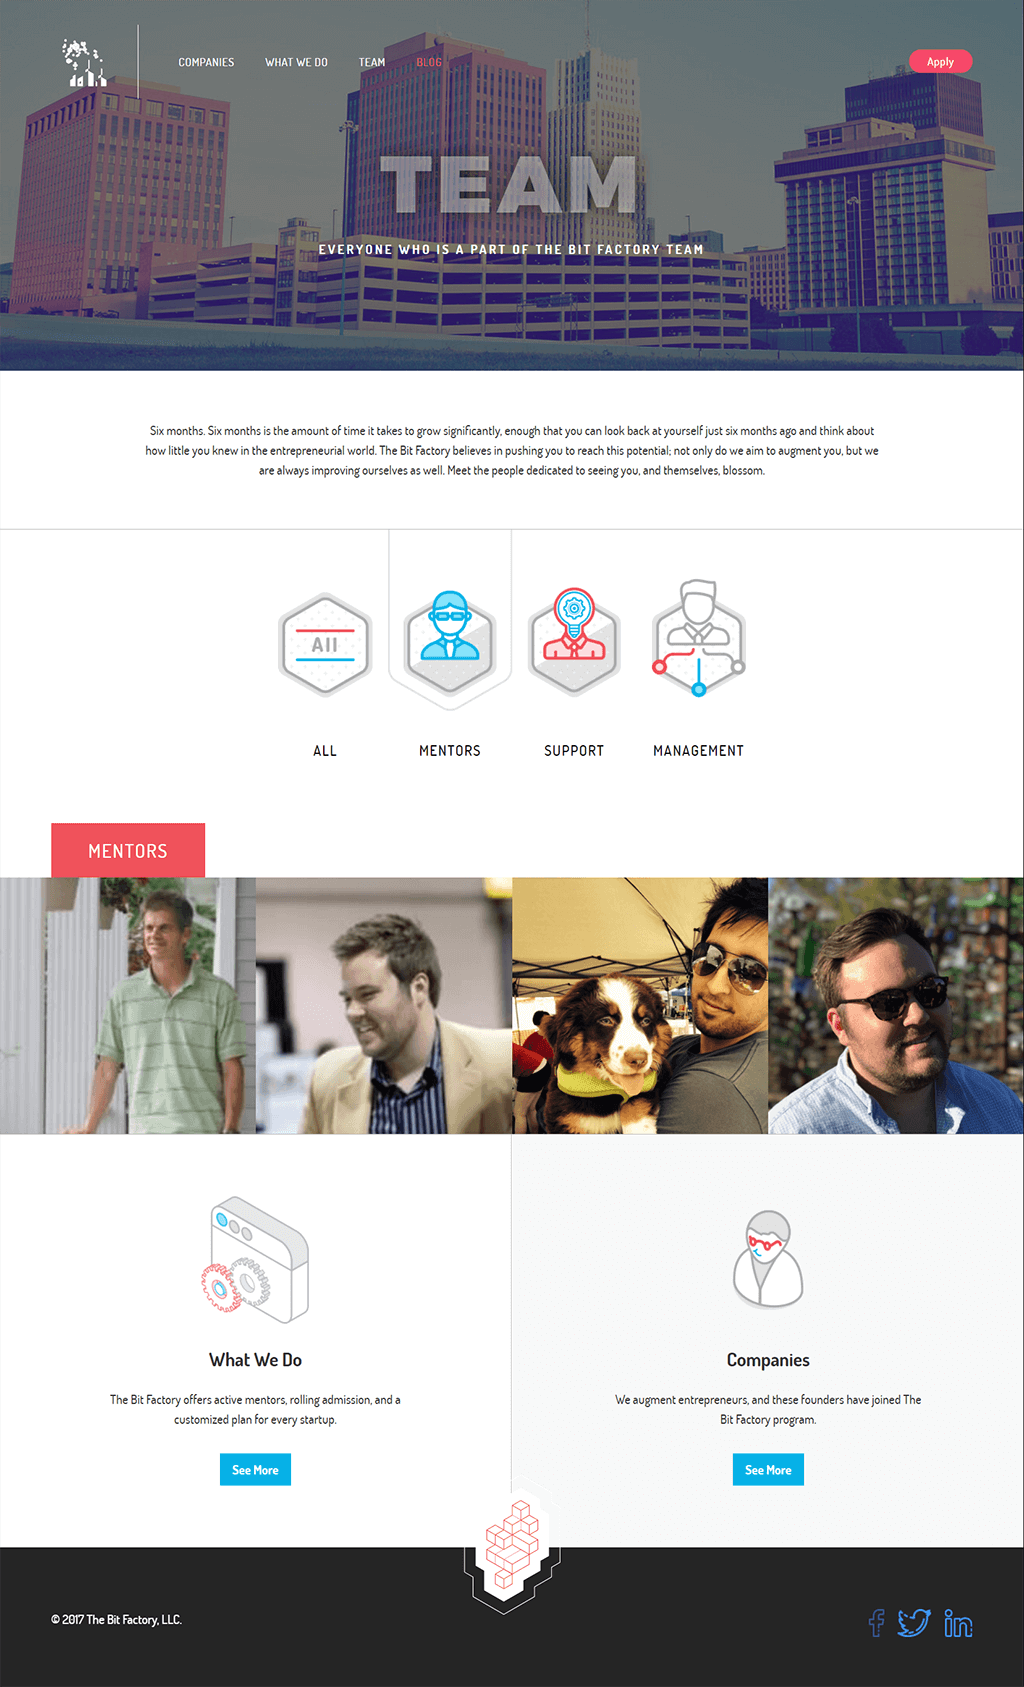 COMPANIES WHAT WE DO TEAM BLOG Apply
TEAM
EVERYONE WHO IS A PART OF THE BIT FACTORY TEAM
Six months. Six months is the amount of time it takes to grow significantly, enough that you can look back at yourself just six months ago and think about
how little you knew in the entrepreneurial world. The Bit Factory believes in pushing you to reach this potential; not only do we aim to augment you, but we
are always improving ourselves as well. Meet the people dedicated to seeing you, and themselves, blossom.
All
ALL MENTORS SUPPORT MANAGEMENT
MENTORS
What We Do
The Bit Factory offers active mentors, rolling admission, and a
customized plan for every startup.
See More
Companies
We augment entrepreneurs, and these founders have joined The
Bit Factory program.
See More
© 2017 The Bit Factory, LLC.